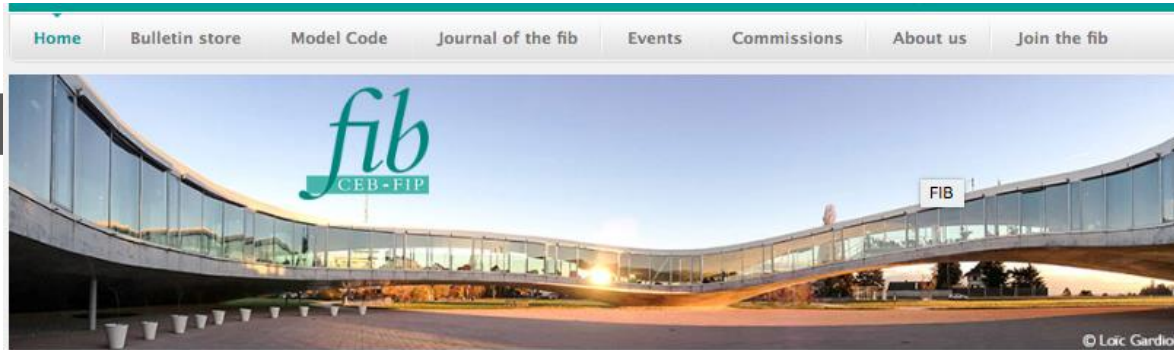 Home Bulletin store Model Code Journal of the fib Events Commissions About us Join the fib
fib
CEB-FIP
FIB
© Loïc Gardio